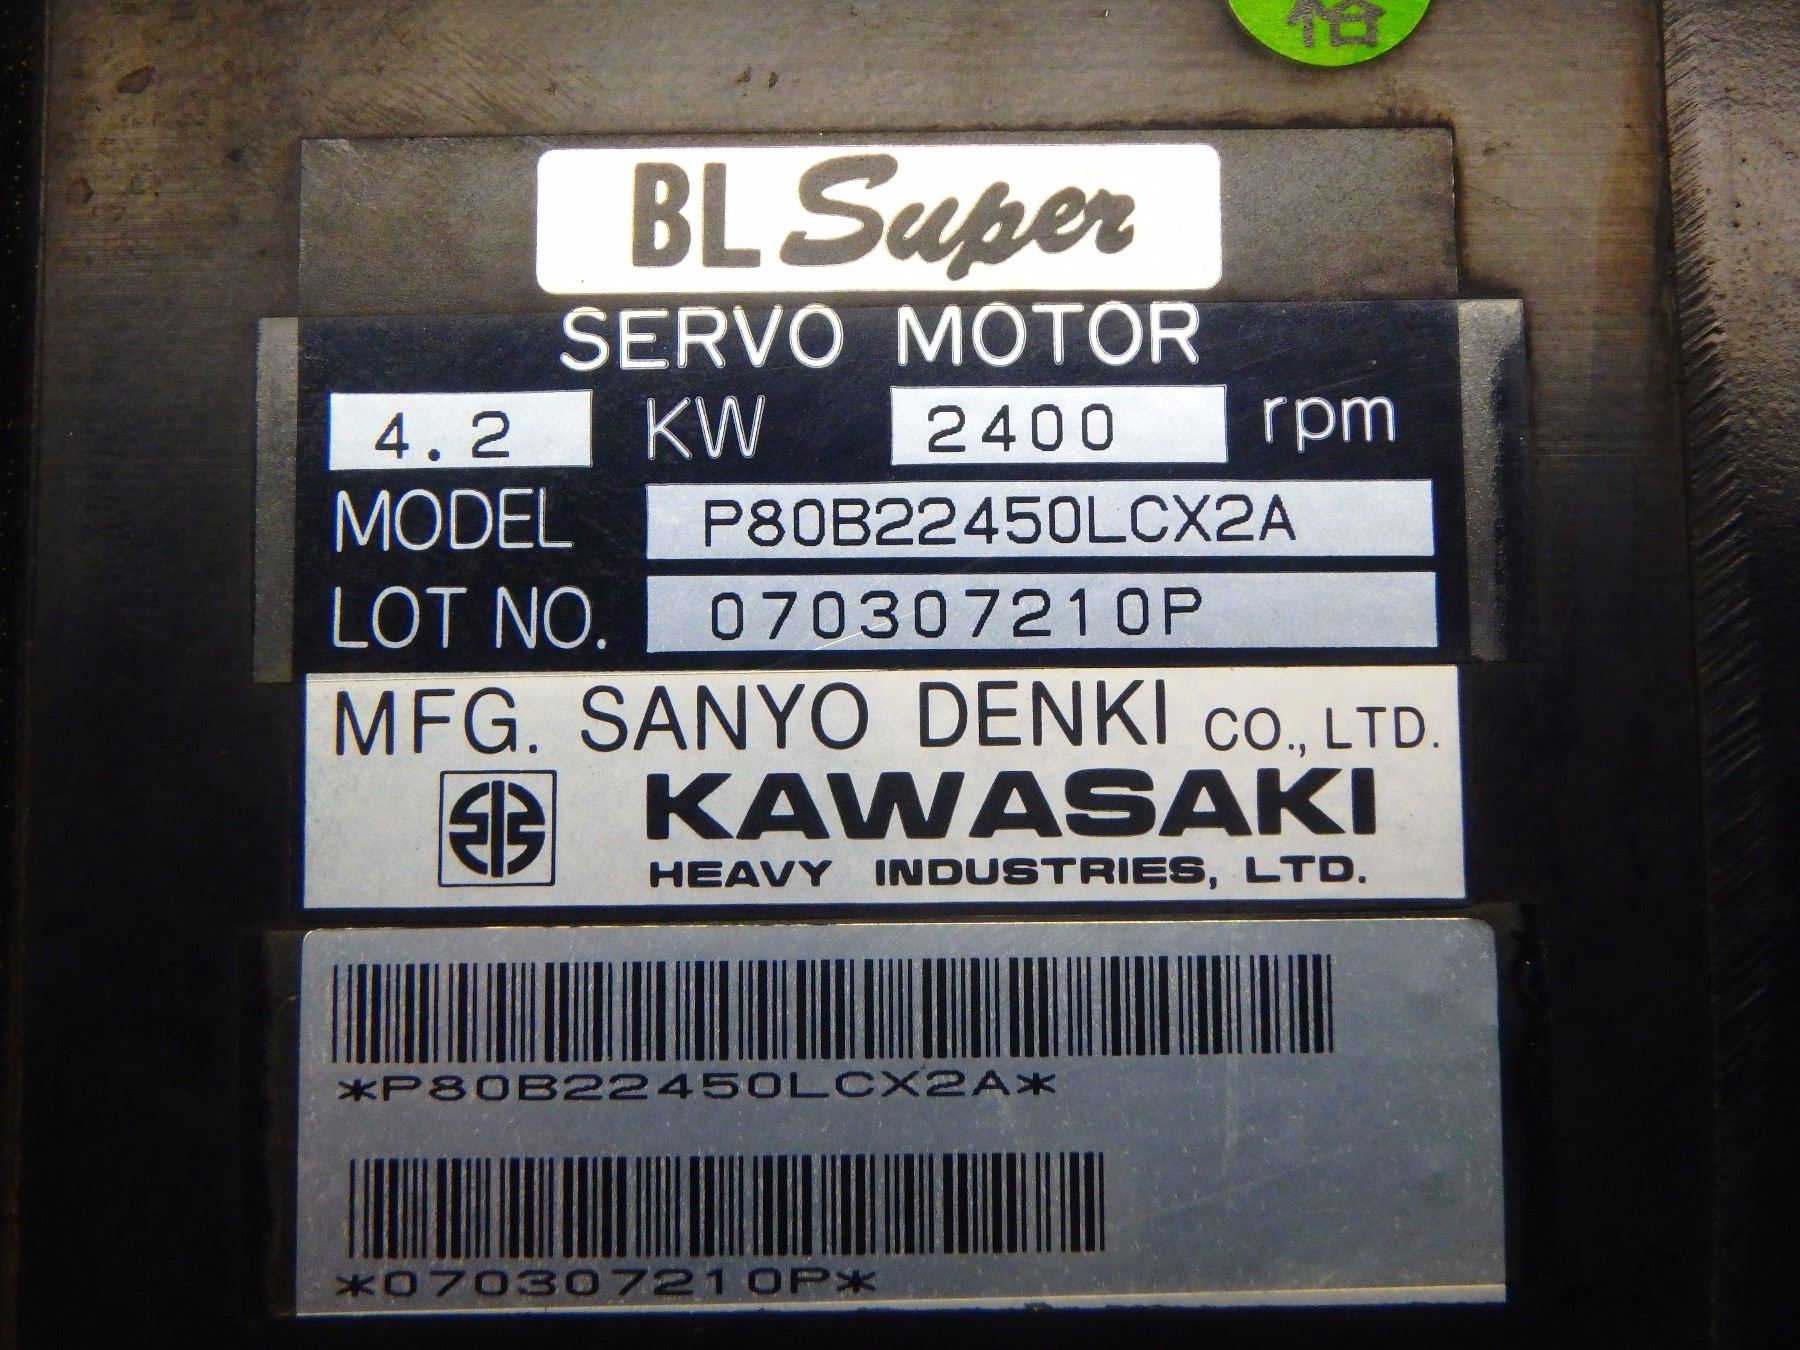 格
BL Super
SERVO MOTOR
4.2 KW 2400 rpm
MODEL P80B22450LCX2A
LOT NO. 070307210P
MFG. SANYO DENKI CO., LTD.
KAWASAKI
HEAVY INDUSTRIES, LTD.
*P80B22450LCX2A*
*070307210P*